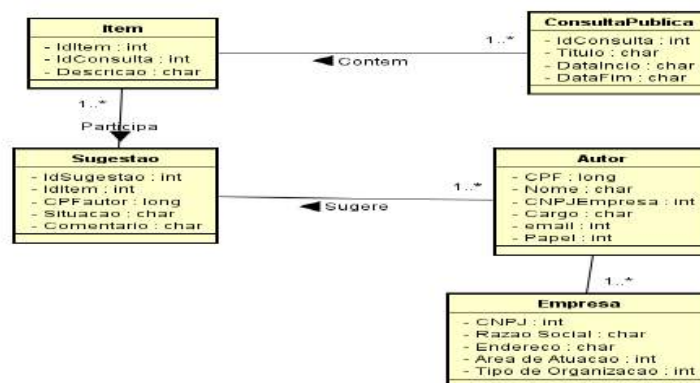 Item
- IdItem : int
- IdConsulta : int
- Descricao : char
1..*
Contem
ConsultaPublica
- IdConsulta : int
- Titulo : char
- DataIncio : char
- DataFim : char
1..*
Participa
Sugestao
- IdSugestao : int
- IdItem : int
- CPFautor : long
- Situacao : char
- Comentario : char
1..*
Sugere
Autor
- CPF : long
- Nome : char
- CNPJEmpresa : int
- Cargo : char
- email : int
- Papel : int
1..*
Empresa
- CNPJ : int
- Razao Social : char
- Endereco : char
- Area de Atuacao : int
- Tipo de Organizacao : int